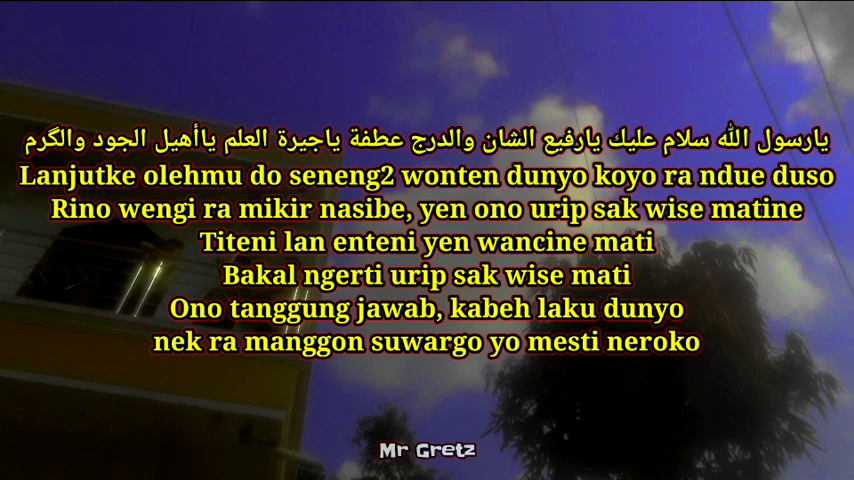 يارسول الله سلام عليك يارفيع الشان والدرج عطفة ياجيرة العلم ياأهيل الجود والگرم
Lanjutke olehmu do seneng2 wonten dunyo koyo ra ndue duso
Rino wengi ra mikir nasibe, yen ono urip sak wise matine
Titeni lan enteni yen wancine mati
Bakal ngerti urip sak wise mati
Ono tanggung jawab, kabeh laku dunyo
nek ra manggon suwargo yo mesti neroko
Mr Gretz